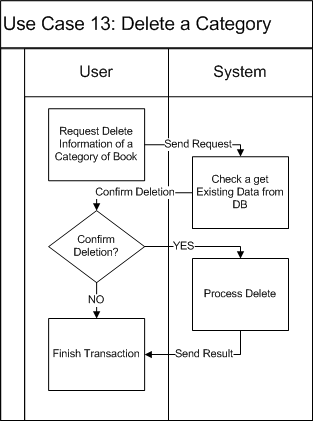 Use Case 13: Delete a Category
User
System
Request Delete
Information of a
Category of Book
Send Request
Check a get
Existing Data from
DB
Confirm Deletion
Confirm
Deletion?
YES
Process Delete
NO
Finish Transaction
Send Result